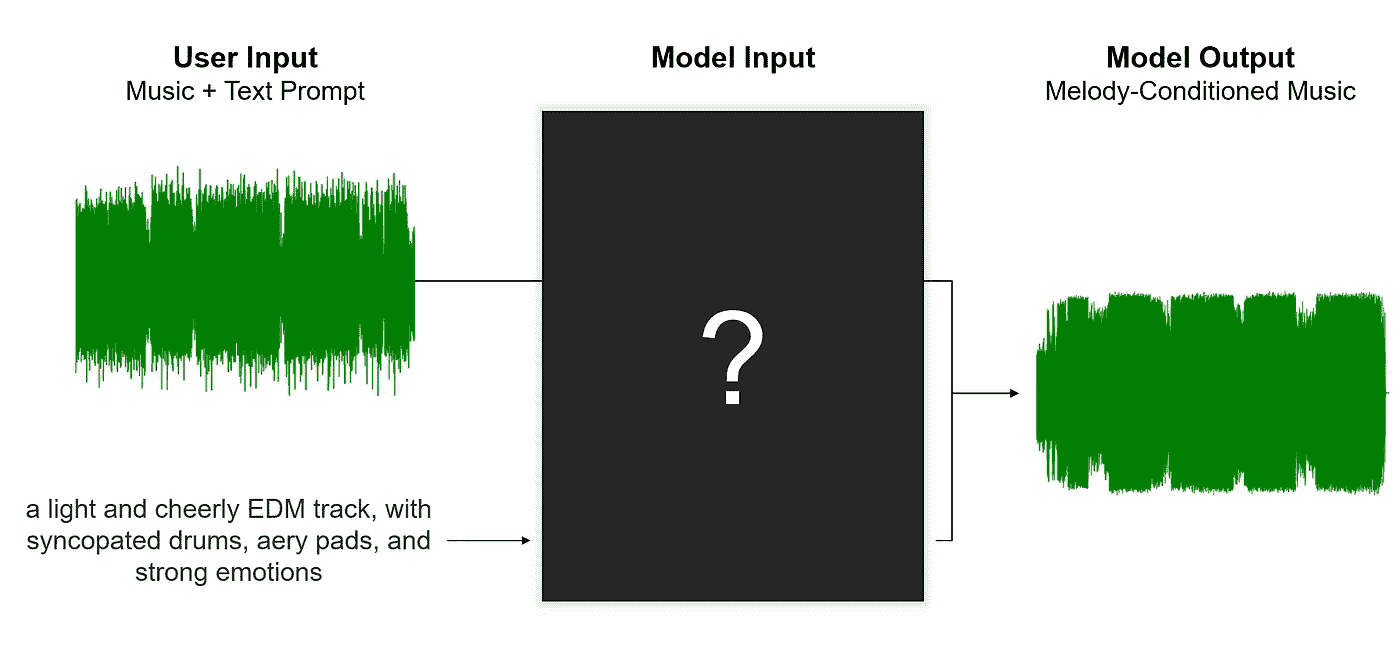 User Input
Music + Text Prompt
Model Input
Model Output
Melody-Conditioned Music
?
a light and cheerly EDM track, with
syncopated drums, aery pads, and
strong emotions